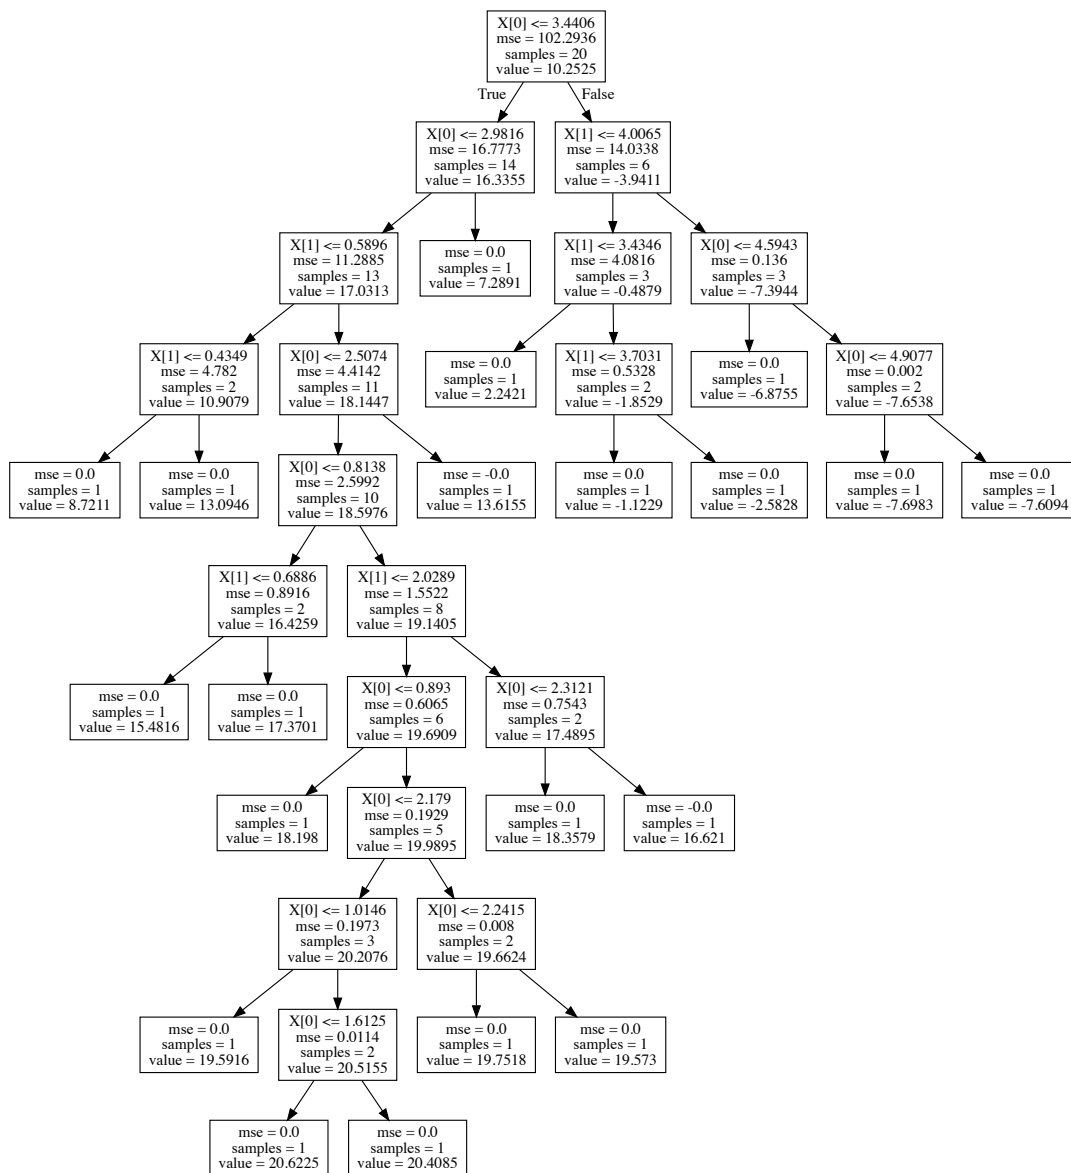 X[0] <= 3.4406
mse = 102.2936
samples = 20
value = 10.2525
True
False
X[0] <= 2.9816
mse = 16.7773
samples = 14
value = 16.3355
X[1] <= 4.0065
mse = 14.0338
samples = 6
value = -3.9411
X[1] <= 0.5896
mse = 11.2885
samples = 13
value = 17.0313
mse = 0.0
samples = 1
value = 7.2891
X[1] <= 3.4346
mse = 4.0816
samples = 3
value = -0.4879
X[0] <= 4.5943
mse = 0.136
samples = 3
value = -7.3944
X[1] <= 0.4349
mse = 4.782
samples = 2
value = 10.9079
X[0] <= 2.5074
mse = 4.4142
samples = 11
value = 18.1447
mse = 0.0
samples = 1
value = 2.2421
X[1] <= 3.7031
mse = 0.5328
samples = 2
value = -1.8529
mse = 0.0
samples = 1
value = -6.8755
X[0] <= 4.9077
mse = 0.002
samples = 2
value = -7.6538
mse = 0.0
samples = 1
value = 8.7211
mse = 0.0
samples = 1
value = 13.0946
X[0] <= 0.8138
mse = 2.5992
samples = 10
value = 18.5976
mse = -0.0
samples = 1
value = 13.6155
mse = 0.0
samples = 1
value = -1.1229
mse = 0.0
samples = 1
value = -2.5828
mse = 0.0
samples = 1
value = -7.6983
mse = 0.0
samples = 1
value = -7.6094
X[1] <= 0.6886
mse = 0.8916
samples = 2
value = 16.4259
X[1] <= 2.0289
mse = 1.5522
samples = 8
value = 19.1405
mse = 0.0
samples = 1
value = 15.4816
mse = 0.0
samples = 1
value = 17.3701
X[0] <= 0.893
mse = 0.6065
samples = 6
value = 19.6909
X[0] <= 2.3121
mse = 0.7543
samples = 2
value = 17.4895
mse = 0.0
samples = 1
value = 18.198
X[0] <= 2.179
mse = 0.1929
samples = 5
value = 19.9895
mse = 0.0
samples = 1
value = 18.3579
mse = -0.0
samples = 1
value = 16.621
X[0] <= 1.0146
mse = 0.1973
samples = 3
value = 20.2076
X[0] <= 2.2415
mse = 0.008
samples = 2
value = 19.6624
mse = 0.0
samples = 1
value = 19.5916
X[0] <= 1.6125
mse = 0.0114
samples = 2
value = 20.5155
mse = 0.0
samples = 1
value = 19.7518
mse = 0.0
samples = 1
value = 19.573
mse = 0.0
samples = 1
value = 20.6225
mse = 0.0
samples = 1
value = 20.4085